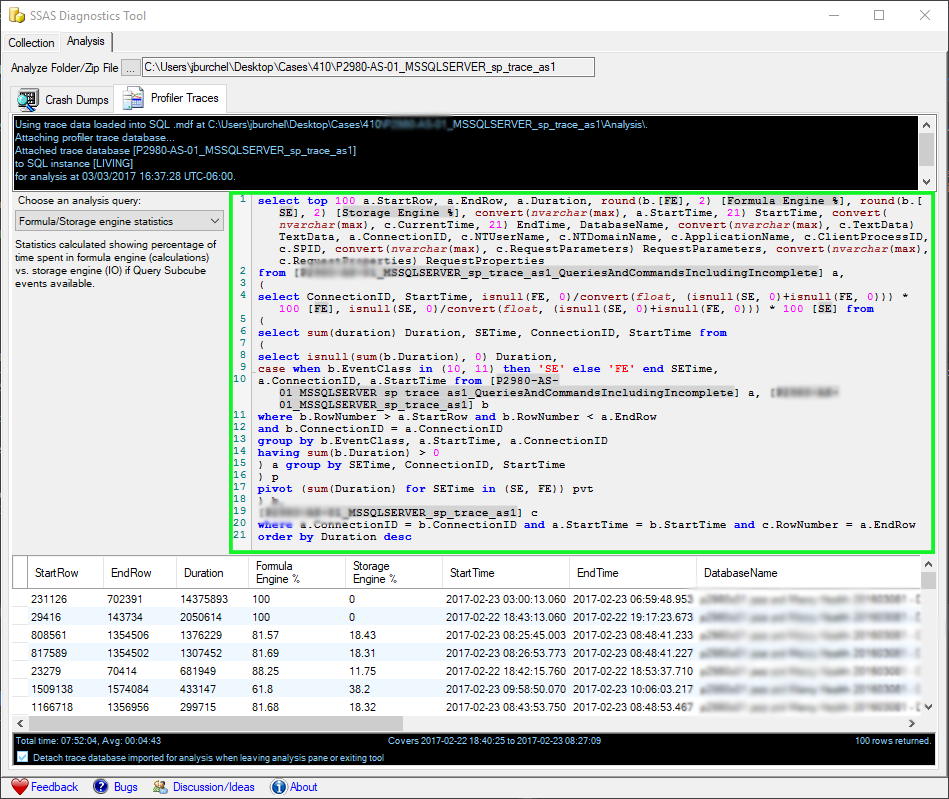 SSAS Diagnostics Tool
Collection Analysis
Analyze Folder/Zip File ... C:\Users\jburchel\Desktop\Cases\410\P2980-AS-01_MSSQLSERVER_sp_trace_as1
Crash Dumps Profiler Traces
Using trace data loaded into SQL .mdf at C:\Users\jburchel\Desktop\Cases\410\P2980-AS-01_MSSQLSERVER_sp_trace_as1\Analysis\.
Attaching profiler trace database...
Attached trace database [P2980-AS-01_MSSQLSERVER_sp_trace_as1]
to SQL instance [LIVING]
for analysis at 03/03/2017 16:37:28 UTC-06:00.
Choose an analysis query:
Formula/Storage engine statistics
Statistics calculated showing percentage of
time spent in formula engine (calculations)
vs. storage engine (IO) if Query Subcube
events available.
1 select top 100 a.StartRow, a.EndRow, a.Duration, round(b.[FE], 2) [Formula Engine %], round(b.[
SE], 2) [Storage Engine %], convert(nvarchar(max), a.StartTime, 21) StartTime, convert(
nvarchar(max), c.CurrentTime, 21) EndTime, DatabaseName, convert(nvarchar(max), c.TextData)
TextData, a.ConnectionID, c.NTUserName, c.NTDomainName, c.ApplicationName, c.ClientProcessID,
c.SPID, convert(nvarchar(max), c.RequestParameters) RequestParameters, convert(nvarchar(max),
c.RequestProperties) RequestProperties
2 from [_MSSQLSERVER_sp_trace_as1_QueriesAndCommandsIncludingIncomplete] a,
3 (
4 select ConnectionID, StartTime, isnull(FE, 0)/convert(float, (isnull(SE, 0)+isnull(FE, 0))) *
100 [FE], isnull(SE, 0)/convert(float, (isnull(SE, 0)+isnull(FE, 0))) * 100 [SE] from
5 (
6 select sum(duration) Duration, SETime, ConnectionID, StartTime from
7 (
8 select isnull(sum(b.Duration), 0) Duration,
9 case when b.EventClass in (10, 11) then 'SE' else 'FE' end SETime,
10 a.ConnectionID, a.StartTime from [P2980-AS-
01_MSSQLSERVER_sp_trace_as1_QueriesAndCommandsIncludingIncomplete] a, [
01_MSSQLSERVER_sp_trace_as1] b
11 where b.RowNumber > a.StartRow and b.RowNumber < a.EndRow
12 and b.ConnectionID = a.ConnectionID
13 group by b.EventClass, a.StartTime, a.ConnectionID
14 having sum(b.Duration) > 0
15 ) a group by SETime, ConnectionID, StartTime
16 ) p
17 pivot (sum(Duration) for SETime in (SE, FE)) pvt
18 ) b,
19 _MSSQLSERVER_sp_trace_as1] c
20 where a.ConnectionID = b.ConnectionID and a.StartTime = b.StartTime and c.RowNumber = a.EndRow
21 order by Duration desc
StartRow EndRow Duration Formula Engine % Storage Engine % StartTime EndTime DatabaseName
231126 702391 14375893 100 0 2017-02-23 03:00:13.060 2017-02-23 06:59:48.953
29416 143734 2050614 100 0 2017-02-22 18:43:13.060 2017-02-22 19:17:23.673
808561 1354506 1376229 81.57 18.43 2017-02-23 08:25:45.003 2017-02-23 08:48:41.233
817589 1354502 1307452 81.69 18.31 2017-02-23 08:26:53.773 2017-02-23 08:48:41.227
23279 70414 681949 88.25 11.75 2017-02-22 18:42:15.760 2017-02-22 18:53:37.710
1509138 1574084 433147 61.8 38.2 2017-02-23 09:58:50.070 2017-02-23 10:06:03.217
1166718 1356956 299715 81.68 18.32 2017-02-23 08:43:53.750 2017-02-23 08:48:53.467
Total time: 07:52:04, Avg: 00:04:43 Covers 2017-02-22 18:40:25 to 2017-02-23 08:27:09 100 rows returned.
Detach trace database imported for analysis when leaving analysis pane or exiting tool
Feedback Bugs Discussion/Ideas About